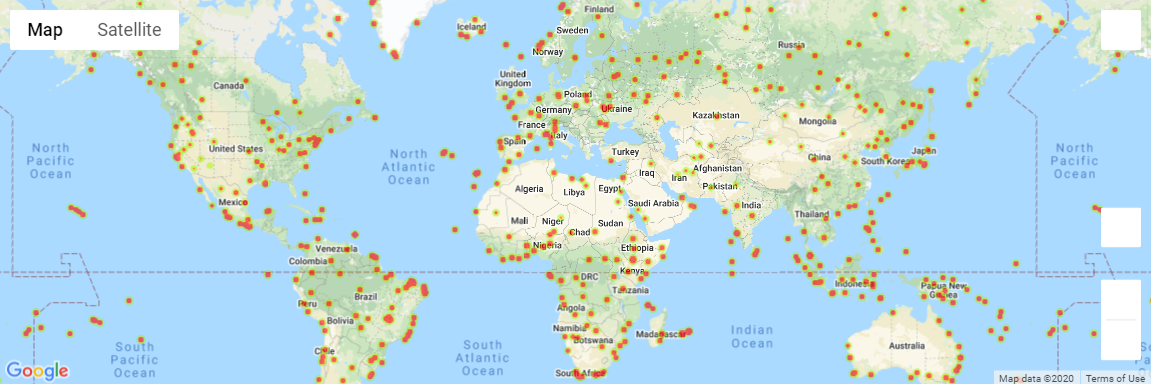 Map Satellite
Iceland
Finland
Sweden
Norway
Russia
Canada
United
Kingdom
Poland
Germany
Ukraine
France
Kazakhstan
Mongolia
Italy
Spain
Turkey
North
Pacific
Ocean
United States
North
Atlantic
Ocean
China
South Korea
Japan
North
Pacific
Ocean
Afghanistan
Iraq
Iran
Pakistan
Algeria
Libya
Egypt
Saudi Arabia
India
Mexico
Mali
Niger
Chad
Sudan
Thailand
Nigeria
Ethiopia
Venezuela
Colombia
Kenya
DRC
Tanzania
Indonesia
Papua New
Guinea
Brazil
Peru
Angola
Bolivia
Namibia
Botswana
Madagascar
South
Pacific
Ocean
Chile
South
Atlantic
Ocean
Indian
Ocean
Australia
South Africa
Google
Map data ©2020 Terms of Use